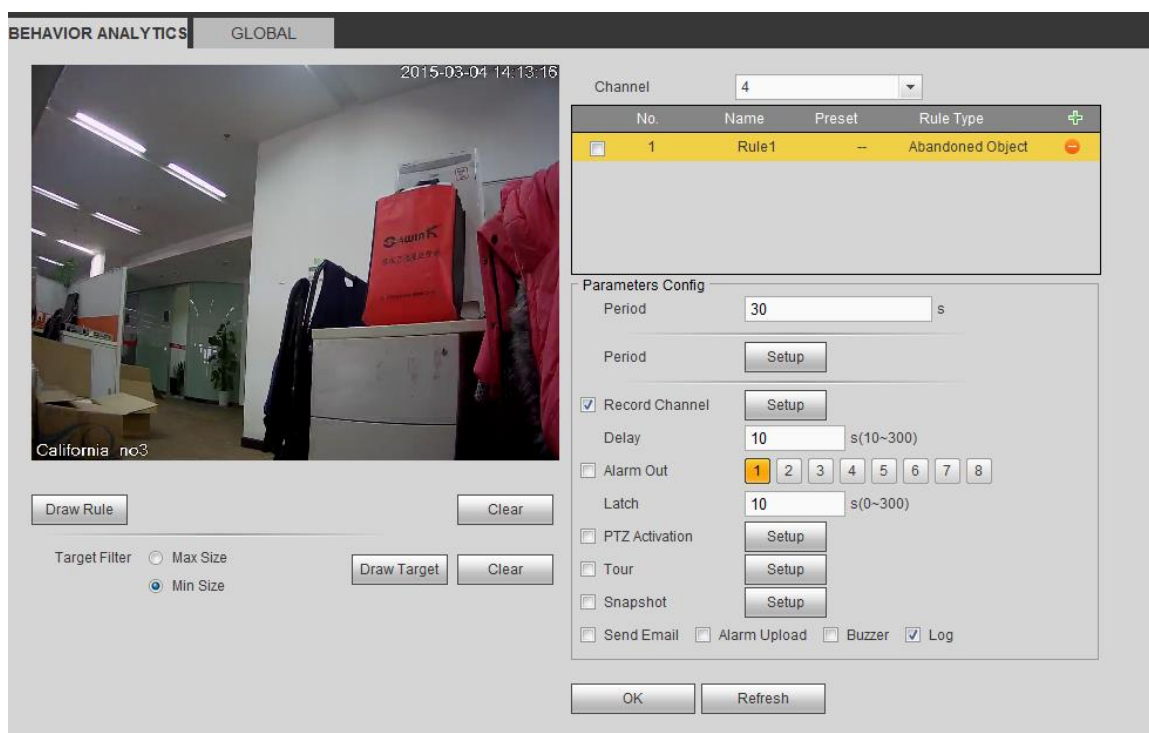 BEHAVIOR ANALYTICS GLOBAL
2015-03-04 14:13:16
California no3
Draw Rule Clear
Target Filter Max Size
Min Size
Draw Target Clear
Channel 4
No. Name Preset Rule Type
1 Rule1 -- Abandoned Object
Parameters Config
Period 30 s
Period Setup
Record Channel Setup
Delay 10 s(10~300)
Alarm Out 1 2 3 4 5 6 7 8
Latch 10 s(0~300)
PTZ Activation Setup
Tour Setup
Snapshot Setup
Send Email Alarm Upload Buzzer Log
OK Refresh